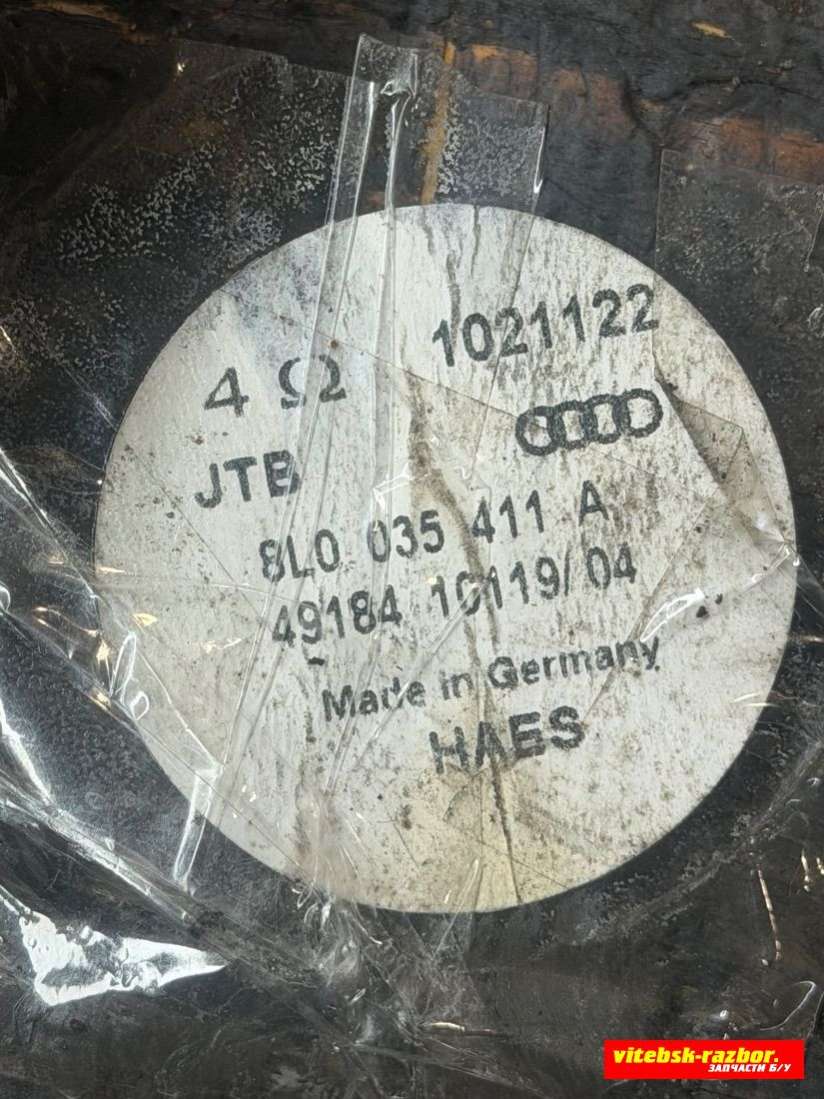 1021122
4 Ω
JTB
8L0 035 411 A
49184 10119/04
Made in Germany
HAES
vitebsk-razbor.
ЗАПЧАСТИ Б/У